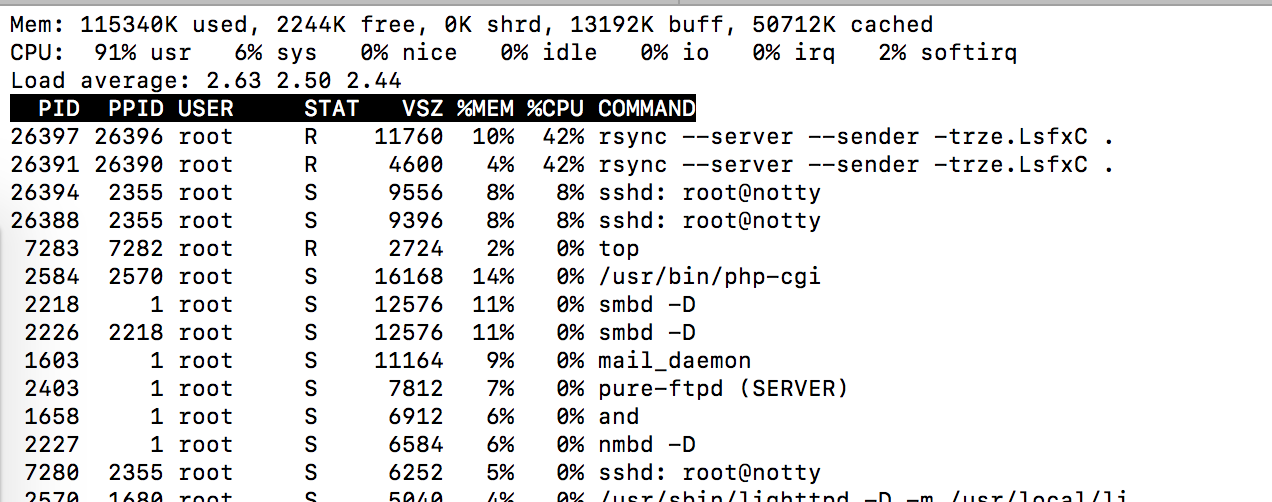 Mem: 115340K used, 2244K free, 0K shrd, 13192K buff, 50712K cached
CPU:  91% usr   6% sys   0% nice   0% idle   0% io   0% irq   2% softirq
Load average: 2.63 2.50 2.44
  PID  PPID USER     STAT   VSZ %MEM %CPU COMMAND
26397 26396 root     R    11760  10%  42% rsync --server --sender -trze.LsfxC .
26391 26390 root     R     4600   4%  42% rsync --server --sender -trze.LsfxC .
26394  2355 root     S     9556   8%   8% sshd: root@notty
26388  2355 root     S     9396   8%   8% sshd: root@notty
 7283  7282 root     R     2724   2%   0% top
 2584  2570 root     S    16168  14%   0% /usr/bin/php-cgi
 2218     1 root     S    12576  11%   0% smbd -D
 2226  2218 root     S    12576  11%   0% smbd -D
 1603     1 root     S    11164   9%   0% mail_daemon
 2403     1 root     S     7812   7%   0% pure-ftpd (SERVER)
 1658     1 root     S     6912   6%   0% and
 2227     1 root     S     6584   6%   0% nmbd -D
 7280  2355 root     S     6252   5%   0% sshd: root@notty
 2570  1680 root     S     5040   4%   0% /usr/sbin/lighttpd -D -m /usr/local/li